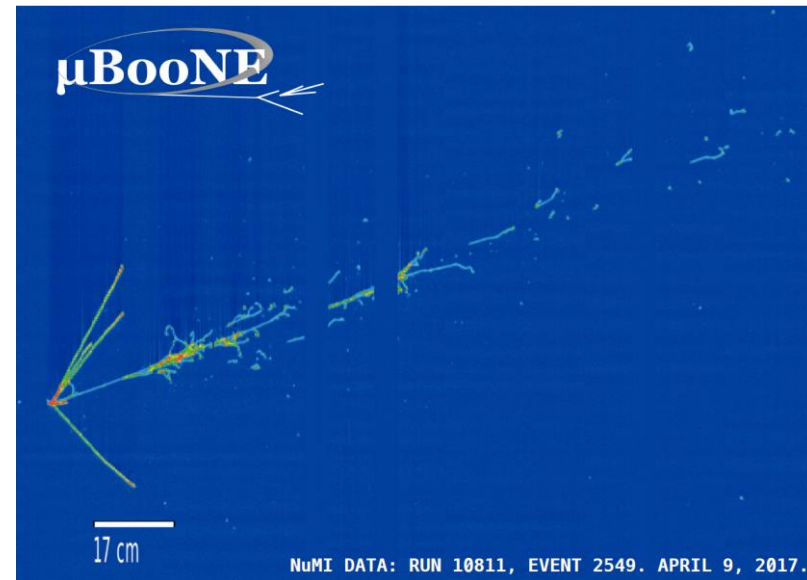 µBooNE
17 cm
NuMI DATA: RUN 10811, EVENT 2549. APRIL 9, 2017.